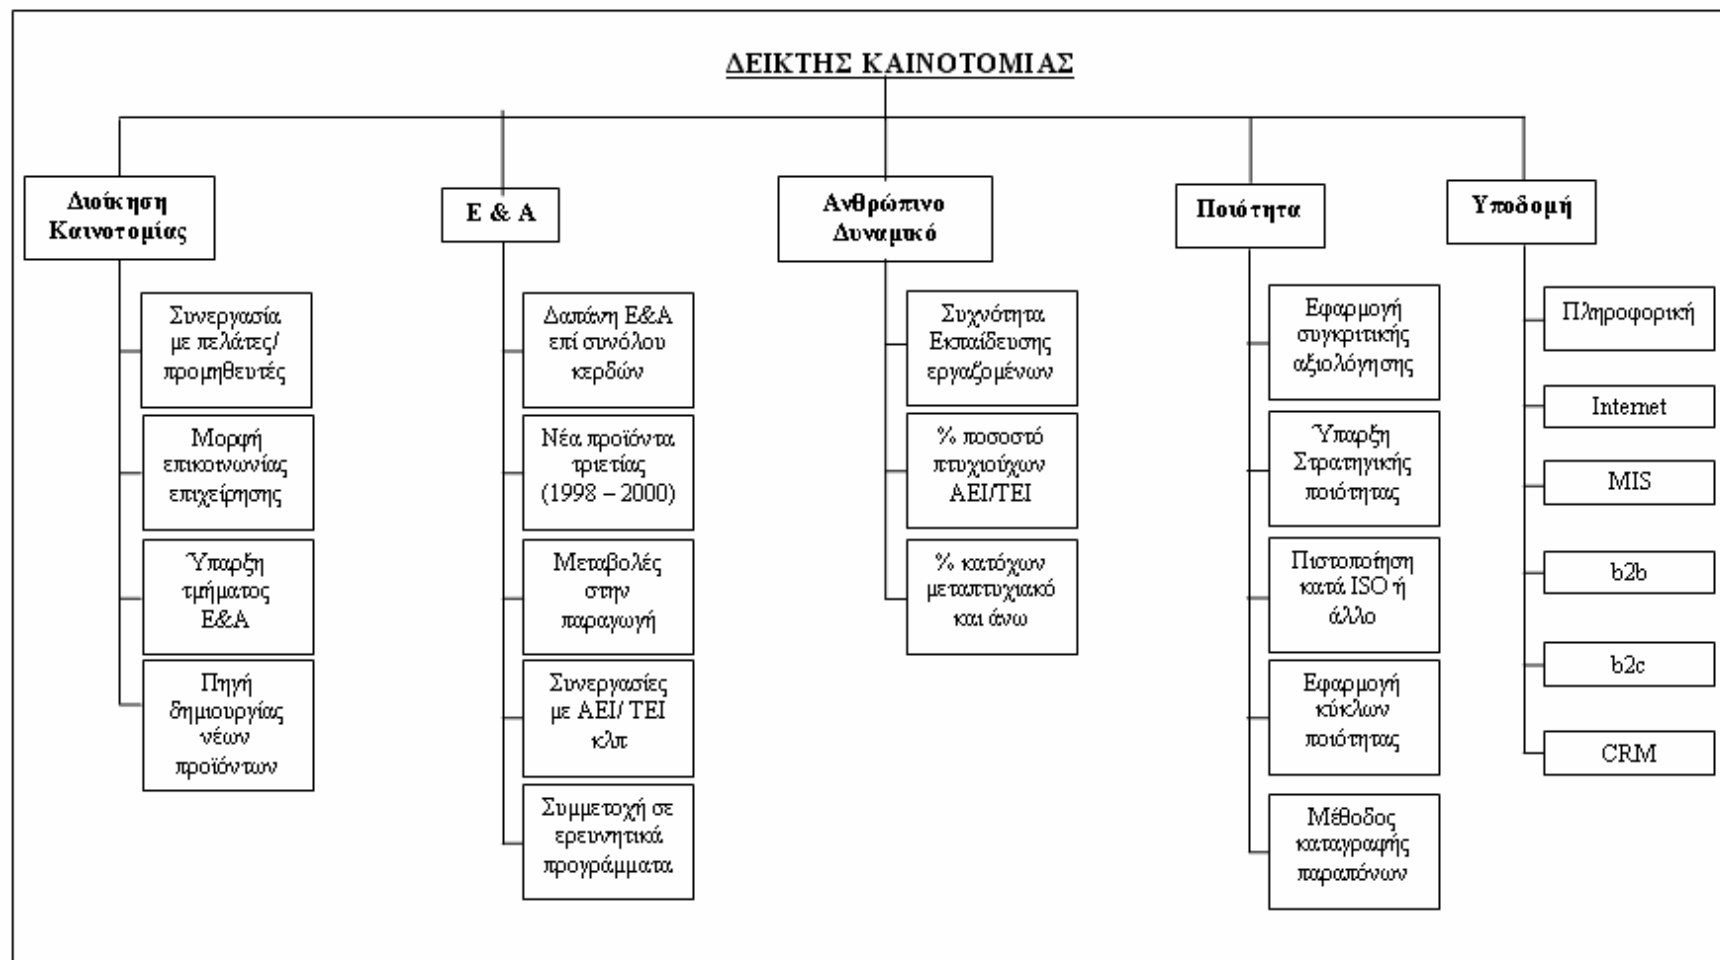 ΔΕΙΚΤΗΣ ΚΑΙΝΟΤΟΜΙΑΣ
Διοίκηση
Καινοτομίας
Συνεργασία
με πελάτες/
προμηθευτές
Μορφή
επικοινωνίας
επιχείρησης
Ύπαρξη
τμήματος
Ε&Α
Πηγή
δημιουργίας
νέων
προϊόντων
Ε & Α
Δαπάνη Ε&Α
επί συνόλου
κερδών
Νέα προϊόντα
τριετίας
(1998 – 2000)
Μεταβολές
στην
παραγωγή
Συνεργασίες
με ΑΕΙ/ ΤΕΙ
κλπ
Συμμετοχή σε
ερευνητικά
προγράμματα
Ανθρώπινο
Δυναμικό
Συχνότητα
Εκπαίδευσης
εργαζομένων
% ποσοστό
πτυχιούχων
ΑΕΙ/ΤΕΙ
% κατόχων
μεταπτυχιακό
και άνω
Ποιότητα
Εφαρμογή
συγκριτικής
αξιολόγησης
Ύπαρξη
Στρατηγικής
ποιότητας
Πιστοποίηση
κατά ISO ή
άλλο
Εφαρμογή
κύκλων
ποιότητας
Μέθοδος
καταγραφής
παραπόνων
Υποδομή
Πληροφορική
Internet
MIS
b2b
b2c
CRM